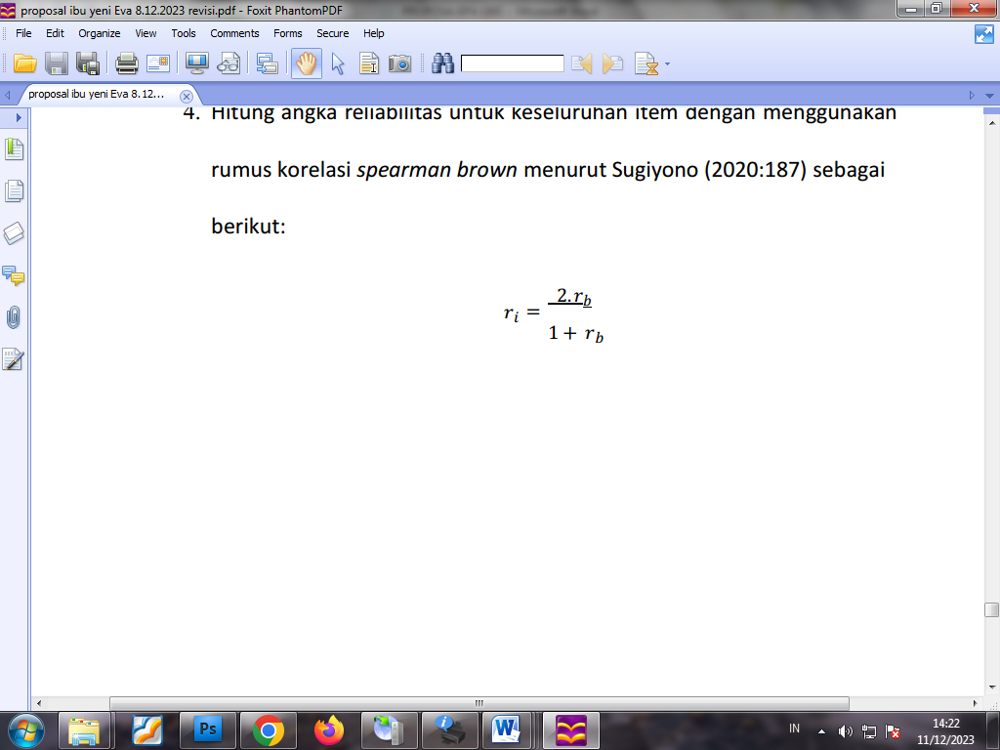 proposal ibu yeni Eva 8.12.2023 revisi.pdf - Foxit PhantomPDF
File Edit Organize View Tools Comments Forms Secure Help
proposal ibu yeni Eva 8.12...
4. Hitung angka reliabilitas untuk keseluruhan item dengan menggunakan
rumus korelasi spearman brown menurut Sugiyono (2020:187) sebagai
berikut:
2.r_b
r_i =
1 + r_b
IN
14:22
11/12/2023